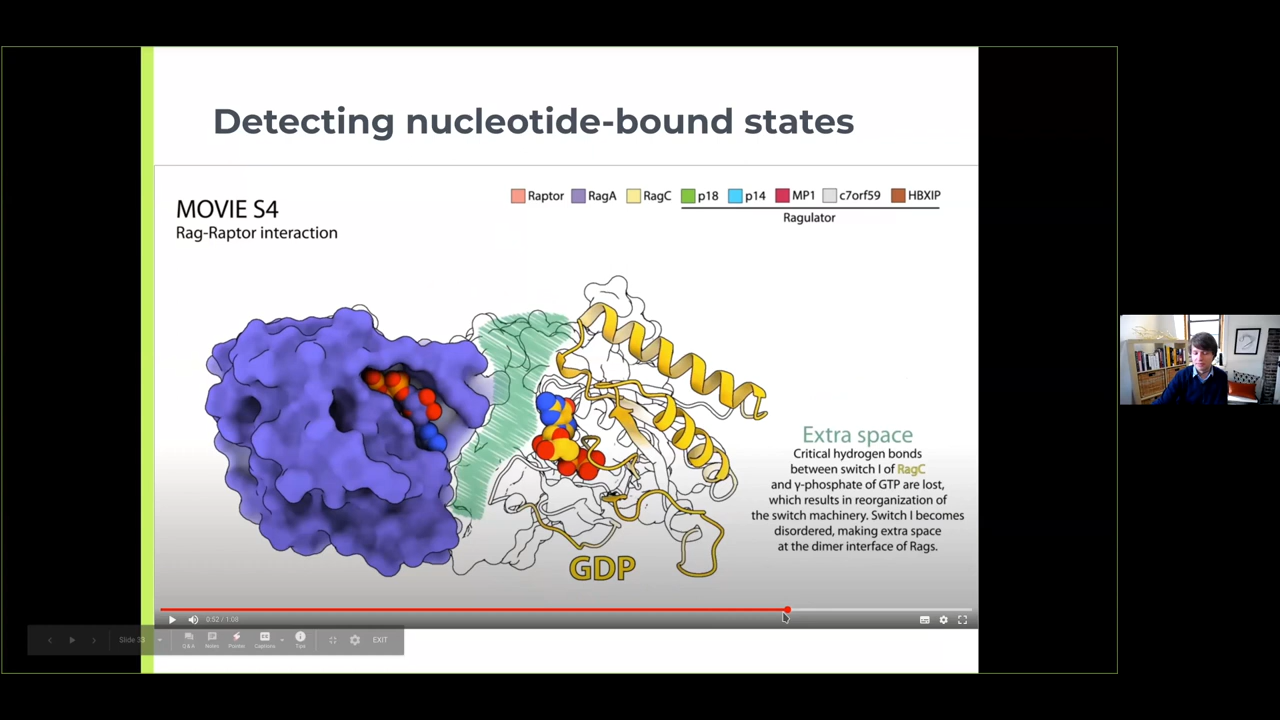 Detecting nucleotide-bound states
MOVIE S4
Rag-Raptor interaction
Raptor RagA RagC p18 p14 MP1 c7orf59 HBXIP
Ragulator
Extra space
Critical hydrogen bonds
between switch I of RagC
and γ-phosphate of GTP are lost,
which results in reorganization of
the switch machinery. Switch I becomes
disordered, making extra space
at the dimer interface of Rags.
GDP
0:52 / 1:08
Slide 33
Q&A Notes Pointer Captions Tips EXIT